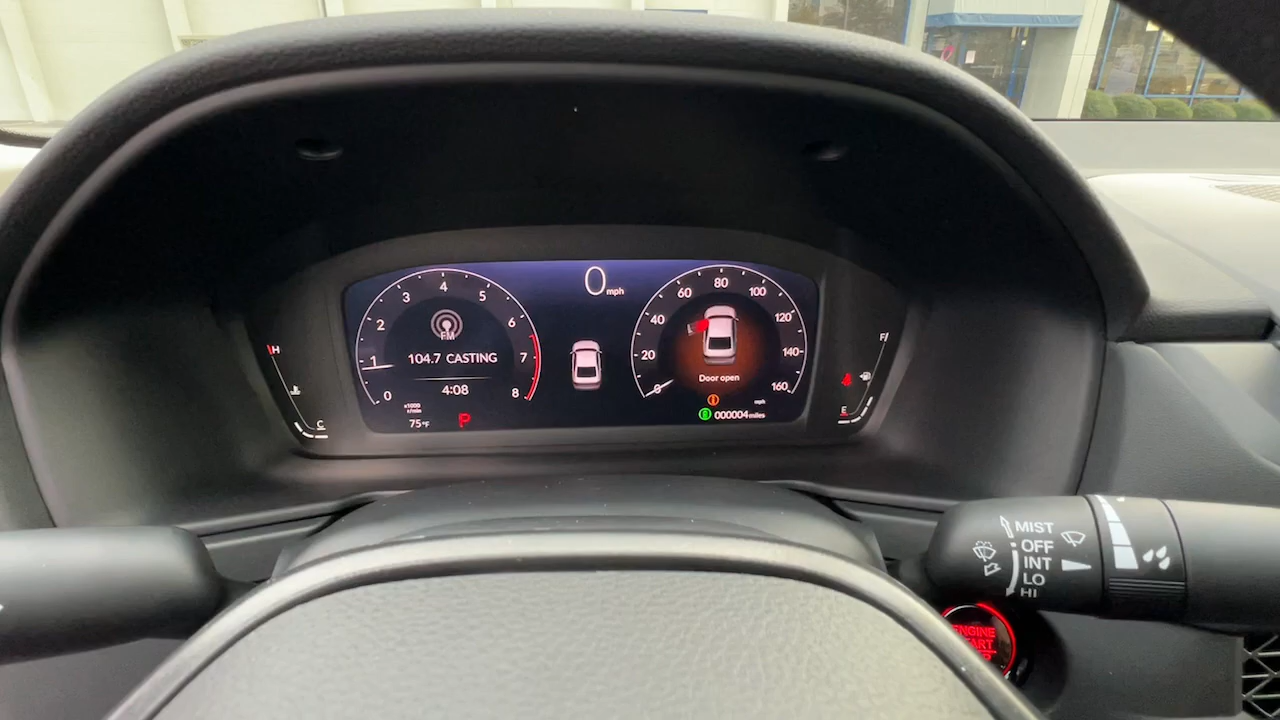 0 mph
0
1
2
3
4
5
6
7
8
FM
104.7 CASTING
4:08
x1000
r/min
75°F
P
0
20
40
60
80
100
120
140
160
Door open
mph
000004 miles
H
C
F
E
MIST
OFF
INT
LO
HI
ENGINE